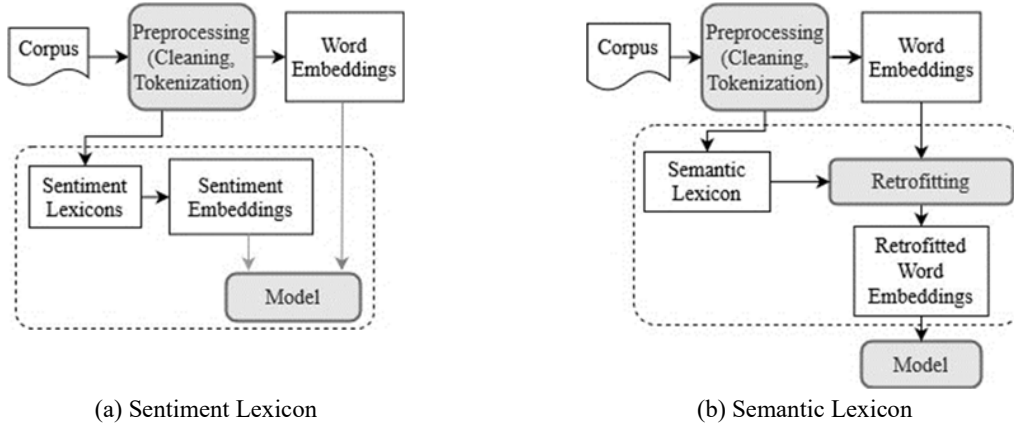 Corpus
Preprocessing
(Cleaning。
Tokenization)
Word
Embeddings
Sentiment
Lexicons
Sentiment
Embeddings
Model
(a) Sentiment Lexicon
Corpus
Preprocessing
(Cleaning。
Tokenization)
Word
Embeddings
Semantic
Lexicon
Retrofitting
Retrofitted
Word
Embeddings
Model
(b) Semantic Lexicon